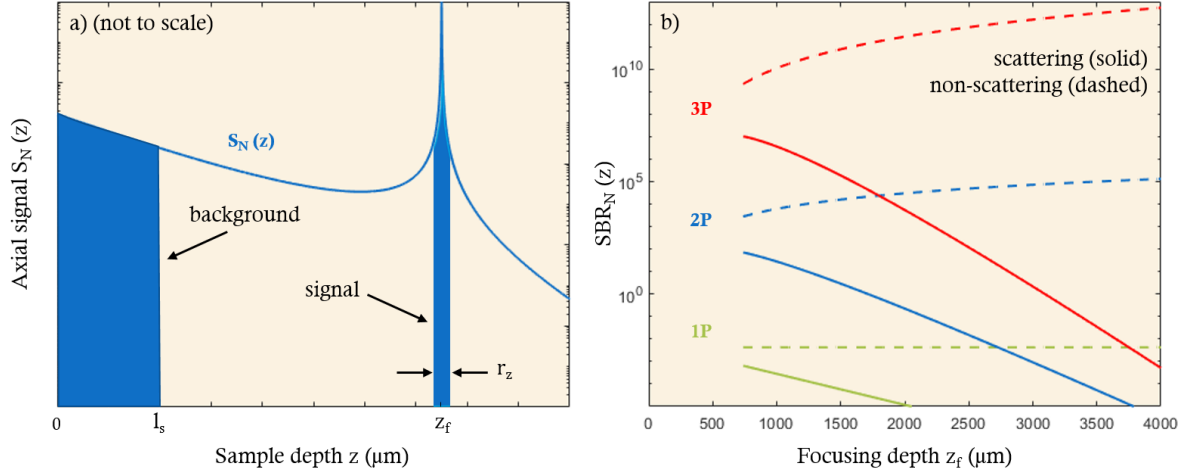 a) (not to scale)
Axial signal S_N (z)
S_N (z)
background
signal
r_z
0
l_s
z_f
Sample depth z (μm)
b)
scattering (solid)
non-scattering (dashed)
SBR_N (z)
10^10
10^5
10^0
3P
2P
1P
0 500 1000 1500 2000 2500 3000 3500 4000
Focusing depth z_f (μm)